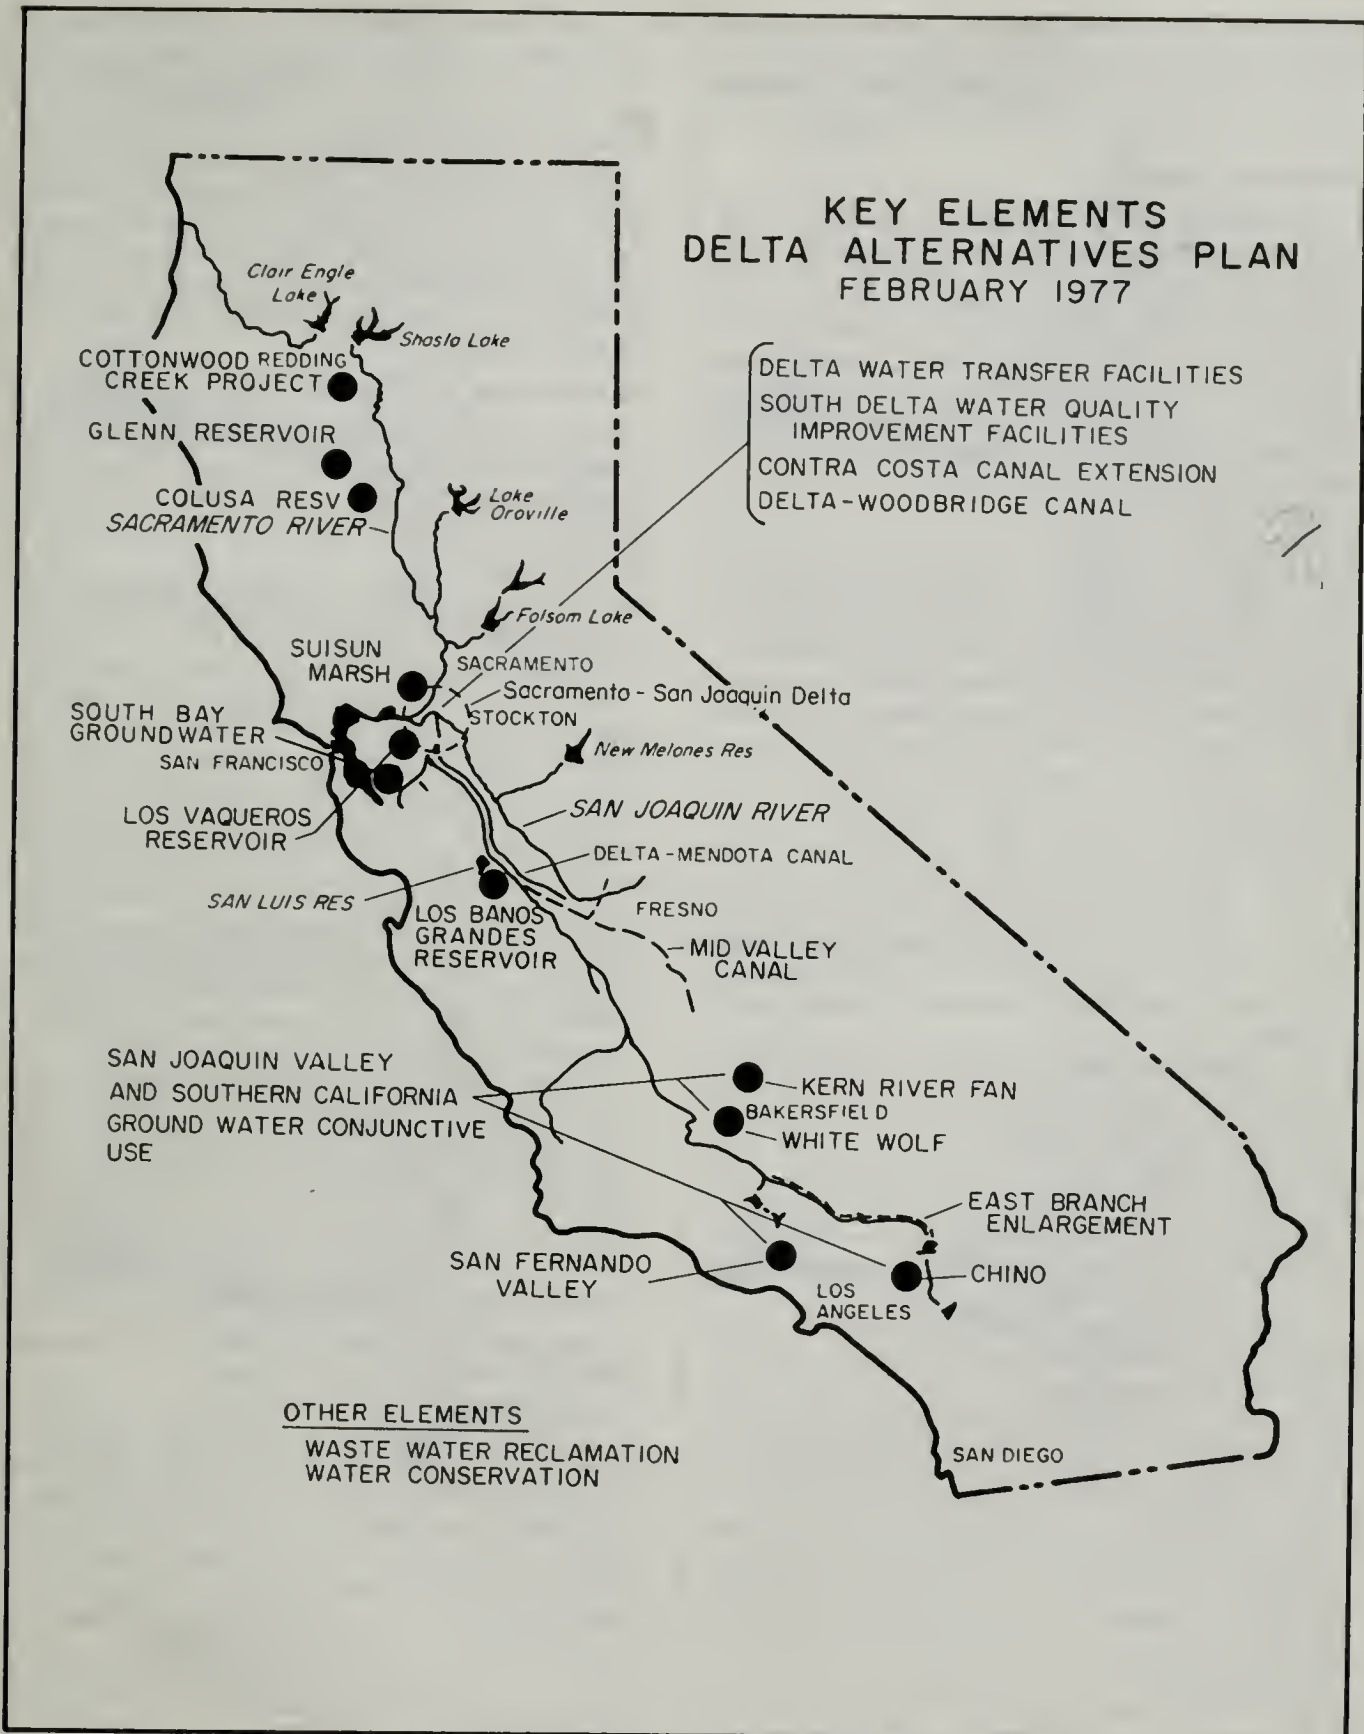 KEY ELEMENTS
DELTA ALTERNATIVES PLAN
FEBRUARY 1977
DELTA WATER TRANSFER FACILITIES
SOUTH DELTA WATER QUALITY
IMPROVEMENT FACILITIES
CONTRA COSTA CANAL EXTENSION
DELTA-WOODBRIDGE CANAL
Clair Engle
Lake
Shasta Lake
COTTONWOOD REDDING
CREEK PROJECT
GLENN RESERVOIR
COLUSA RESV
SACRAMENTO RIVER
Lake
Oroville
Folsom Lake
SUISUN
MARSH
SACRAMENTO
Sacramento - San Joaquin Delta
STOCKTON
SOUTH BAY
GROUNDWATER
SAN FRANCISCO
New Melones Res
LOS VAQUEROS
RESERVOIR
SAN JOAQUIN RIVER
DELTA-MENDOTA CANAL
SAN LUIS RES
FRESNO
LOS BANOS
GRANDES
RESERVOIR
MID VALLEY
CANAL
SAN JOAQUIN VALLEY
AND SOUTHERN CALIFORNIA
GROUND WATER CONJUNCTIVE
USE
KERN RIVER FAN
BAKERSFIELD
WHITE WOLF
EAST BRANCH
ENLARGEMENT
SAN FERNANDO
VALLEY
CHINO
LOS
ANGELES
OTHER ELEMENTS
WASTE WATER RECLAMATION
WATER CONSERVATION
SAN DIEGO